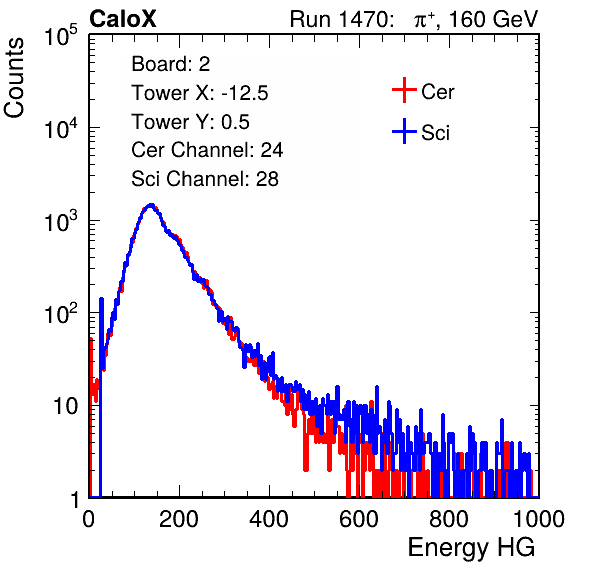 CaloX Run 1470: π⁺, 160 GeV
Board: 2
Tower X: -12.5
Tower Y: 0.5
Cer Channel: 24
Sci Channel: 28
Cer
Sci
Counts
10⁵
10⁴
10³
10²
10
1
0 200 400 600 800 1000
Energy HG